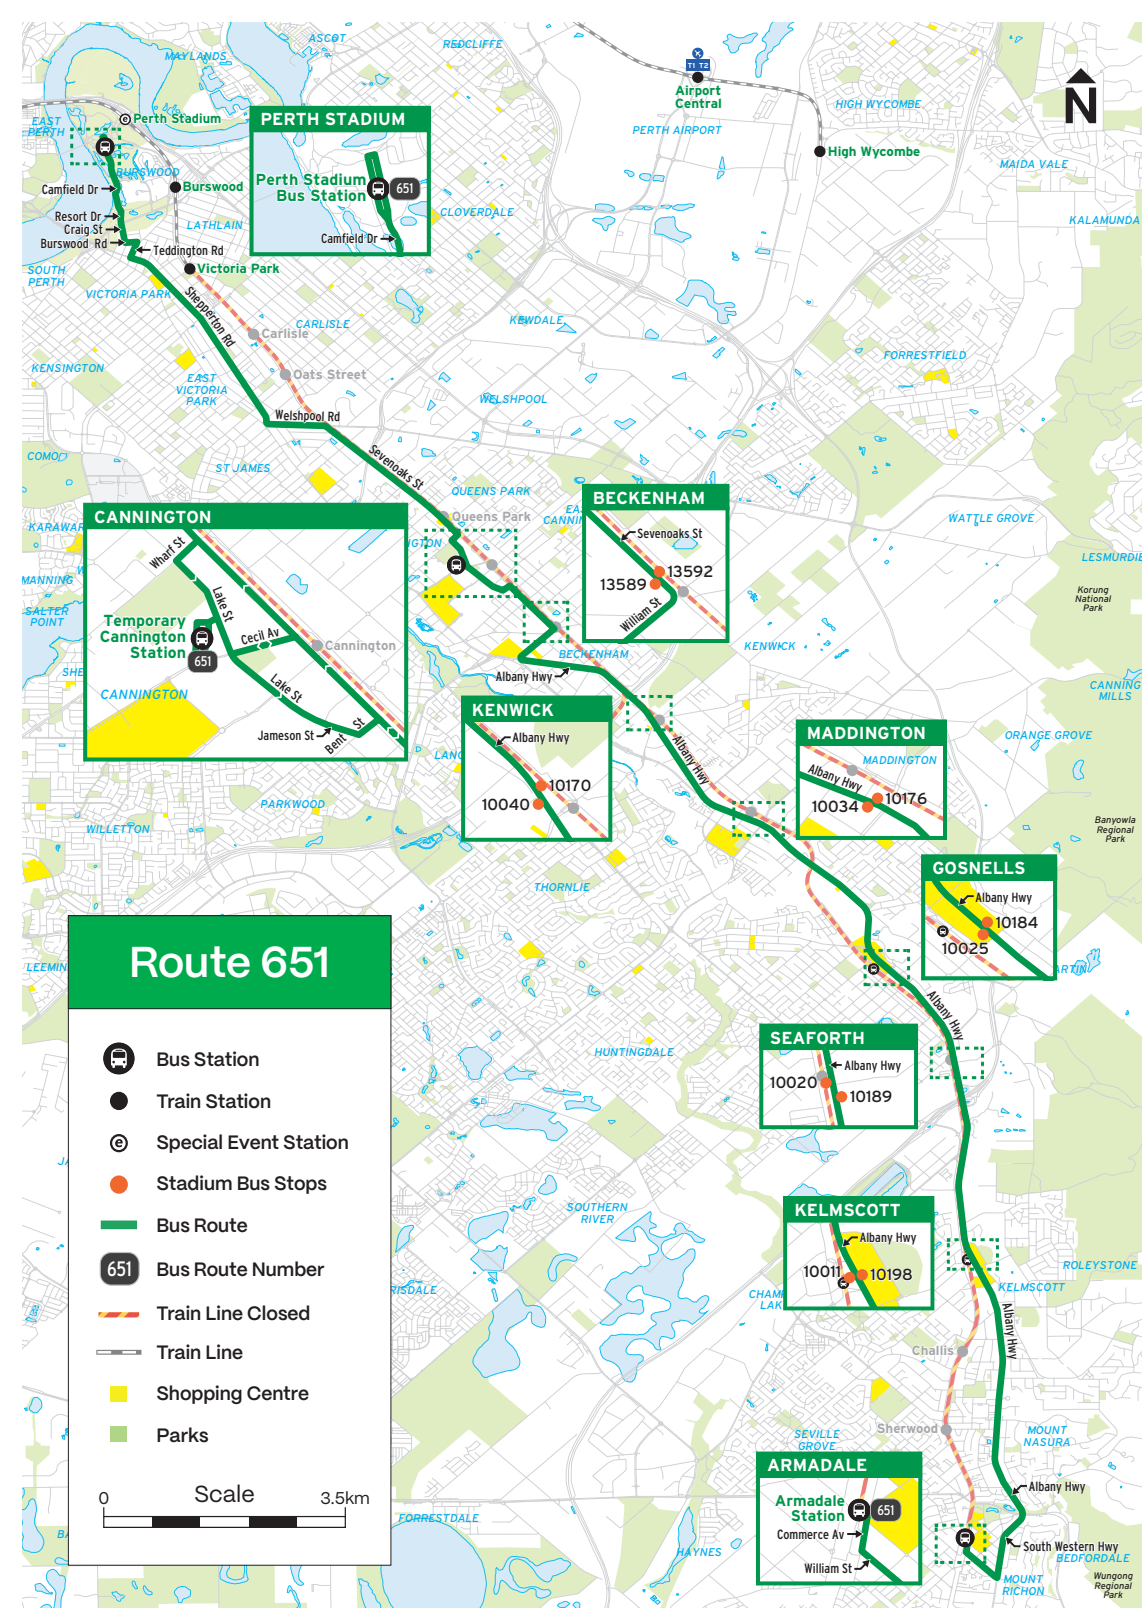 ASCOT
REDCLIFFE
MAYLANDS
T1 T2
Airport
Central
HIGH WYCOMBE
N
EAST
PERTH
Perth Stadium
PERTH STADIUM
Perth Stadium
Bus Station
651
Camfield Dr
PERTH AIRPORT
High Wycombe
MAIDA VALE
BURSWOOD
Burswood
Camfield Dr
Resort Dr
Craig St
Burswood Rd
Teddington Rd
LATHLAIN
CLOVERDALE
KALAMUNDA
SOUTH
PERTH
Victoria Park
VICTORIA PARK
Shepperton Rd
CARLISLE
Carlisle
KEWDALE
KENSINGTON
EAST
VICTORIA
PARK
Oats Street
FORRESTFIELD
WELSHPOOL
Welshpool Rd
COMO
ST JAMES
Sevenoaks St
QUEENS PARK
Queens Park
WATTLE GROVE
LESMURDIE
MANNING
SALTER
POINT
Korung
National
Park
CANNINGTON
Wharf St
Lake St
Cecil Av
Temporary
Cannington
Station
651
Cannington
CANNINGTON
Lake St
Jameson St
Bent St
BECKENHAM
Sevenoaks St
13592
13589
William St
BECKENHAM
KENWICK
Albany Hwy
CANNING
MILLS
ORANGE GROVE
KENWICK
Albany Hwy
10170
10040
Albany Hwy
MADDINGTON
MADDINGTON
Albany Hwy
10176
10034
PARKWOOD
WILLETTON
Banyowla
Regional
Park
GOSNELLS
Albany Hwy
10184
10025
THORNLIE
Albany Hwy
HUNTINGDALE
SEAFORTH
Albany Hwy
10020
10189
SOUTHERN
RIVER
KELMSCOTT
Albany Hwy
10011
10198
ROLEYSTONE
KELMSCOTT
Albany Hwy
Challis
Sherwood
SEVILLE
GROVE
MOUNT
NASURA
ARMADALE
Armadale
Station
651
Commerce Av
William St
Albany Hwy
South Western Hwy
BEDFORDALE
MOUNT
RICHON
Wungong
Regional
Park
HAYNES
FORRESTDALE
Route 651
Bus Station
Train Station
e Special Event Station
Stadium Bus Stops
Bus Route
651 Bus Route Number
Train Line Closed
Train Line
Shopping Centre
Parks
0 Scale 3.5km